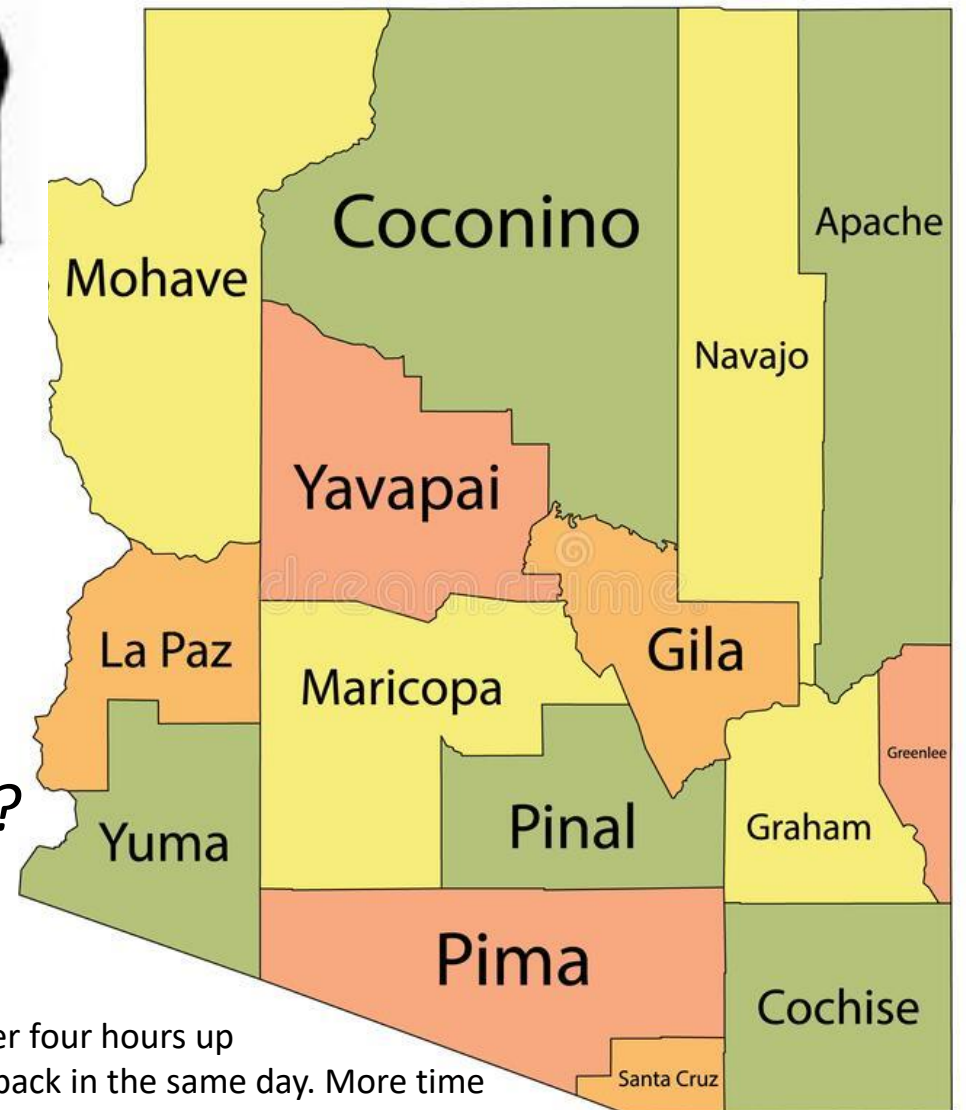 Coconino
Apache
Mohave
Navajo
Yavapai
dreamstime.
La Paz
Gila
Maricopa
Greenlee
?
Pinal
Graham
Yuma
Pima
Cochise
er four hours up
back in the same day. More time
Santa Cruz